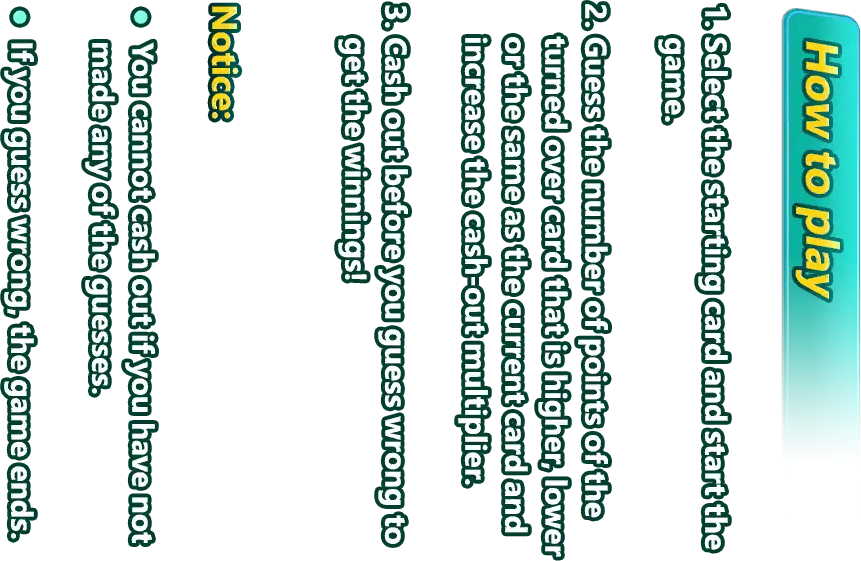 How to play
1. Select the starting card and start the
game.
2. Guess the number of points of the
turned over card that is higher, lower
or the same as the current card and
increase the cash-out multiplier.
3. Cash out before you guess wrong to
get the winnings!
Notice:
● You cannot cash out if you have not
made any of the guesses.
● If you guess wrong, the game ends.